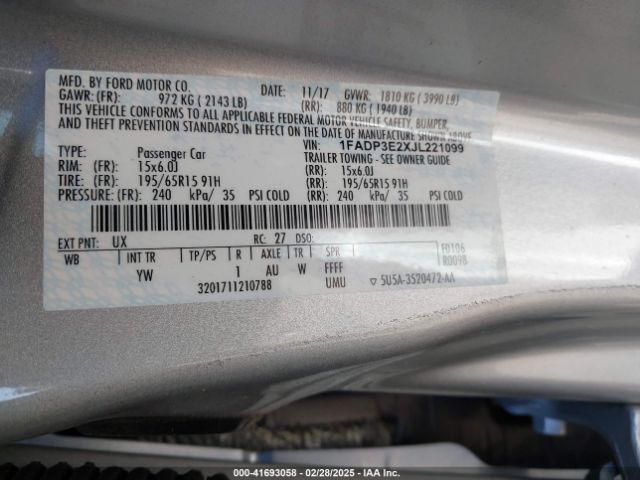 MFD. BY FORD MOTOR CO. DATE: 11/17 GVWR: 1810 KG ( 3990 LB)
GAWR: (FR): 972 KG ( 2143 LB) (RR): 880 KG ( 1940 LB)
THIS VEHICLE CONFORMS TO ALL APPLICABLE FEDERAL MOTOR VEHICLE SAFETY, BUMPER,
AND THEFT PREVENTION STANDARDS IN EFFECT ON THE DATE OF MANUFACTURE SHOWN ABOVE
VIN: 1FADP3E2XJL221099
TYPE: Passenger Car TRAILER TOWING - SEE OWNER GUIDE
RIM: (FR): 15x6.0J (RR): 15x6.0J
TIRE: (FR): 195/65R15 91H (RR): 195/65R15 91H
PRESSURE: (FR): 240 kPa/ 35 PSI COLD (RR): 240 kPa/ 35 PSI COLD
EXT PNT: UX RC: 27 DSO: F0106
R0098
WB INT TR TP/PS R AXLE TR SPR
YW 1 AU W FFFF
3201711210788 UMU ▽ 5U5A-3520472-AA
000-41693058 - 02/28/2025 - IAA Inc.